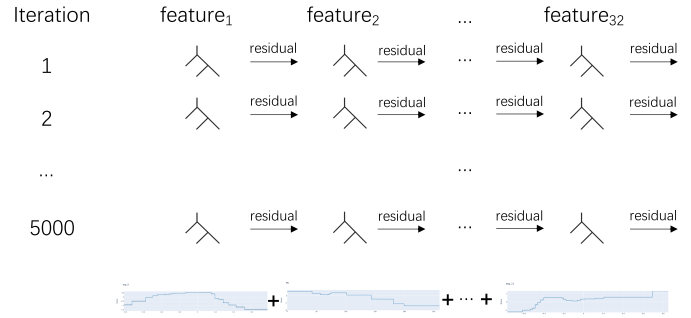 Iteration feature1 feature2 ... feature32
1 residual residual ... residual residual
2 residual residual ... residual residual
... ...
5000 residual residual ... residual residual
+ + ... +